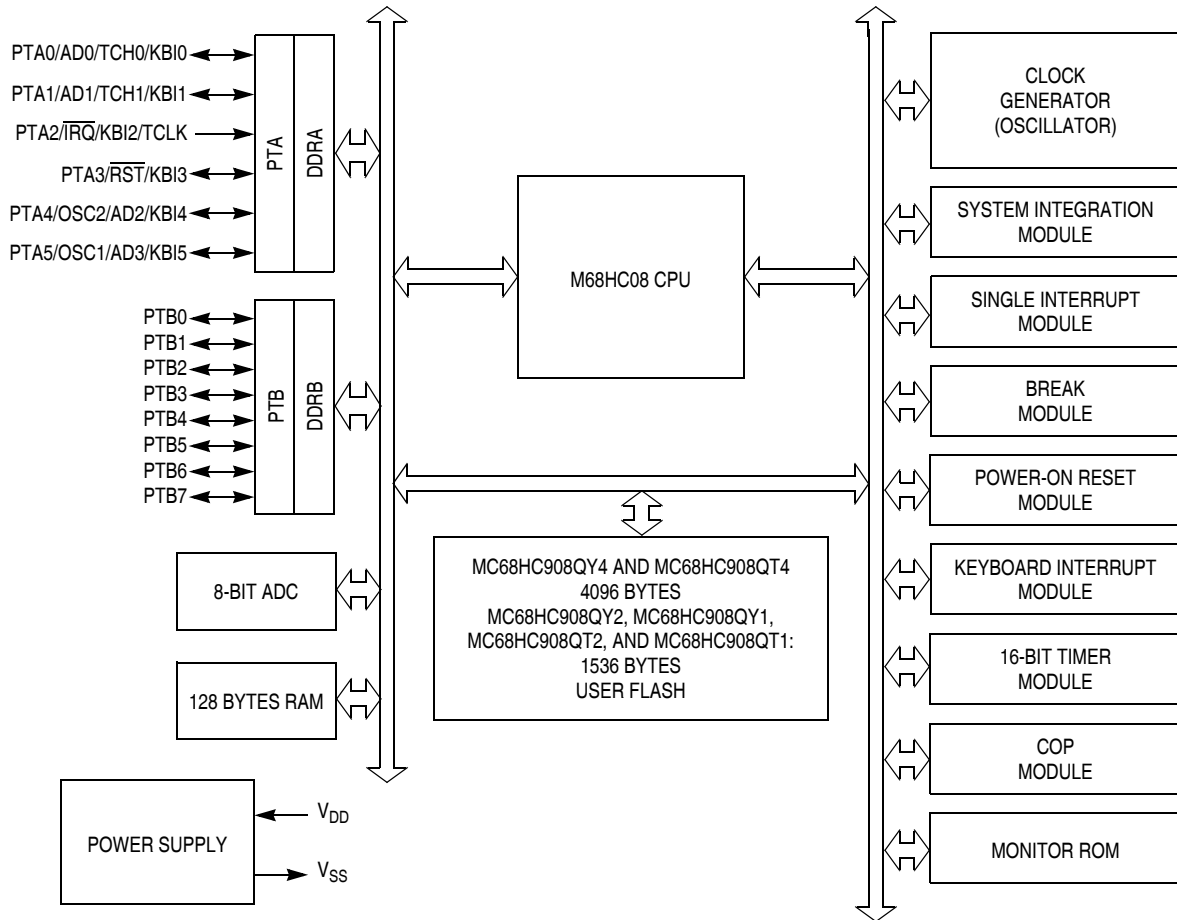 PTA0/AD0/TCH0/KBI0
PTA1/AD1/TCH1/KBI1
PTA2/IRQ/KBI2/TCLK
PTA3/RST/KBI3
PTA4/OSC2/AD2/KBI4
PTA5/OSC1/AD3/KBI5
PTA
DDRA
PTB0
PTB1
PTB2
PTB3
PTB4
PTB5
PTB6
PTB7
PTB
DDRB
8-BIT ADC
128 BYTES RAM
POWER SUPPLY
VDD
VSS
M68HC08 CPU
MC68HC908QY4 AND MC68HC908QT4
4096 BYTES
MC68HC908QY2, MC68HC908QY1,
MC68HC908QT2, AND MC68HC908QT1:
1536 BYTES
USER FLASH
CLOCK
GENERATOR
(OSCILLATOR)
SYSTEM INTEGRATION
MODULE
SINGLE INTERRUPT
MODULE
BREAK
MODULE
POWER-ON RESET
MODULE
KEYBOARD INTERRUPT
MODULE
16-BIT TIMER
MODULE
COP
MODULE
MONITOR ROM